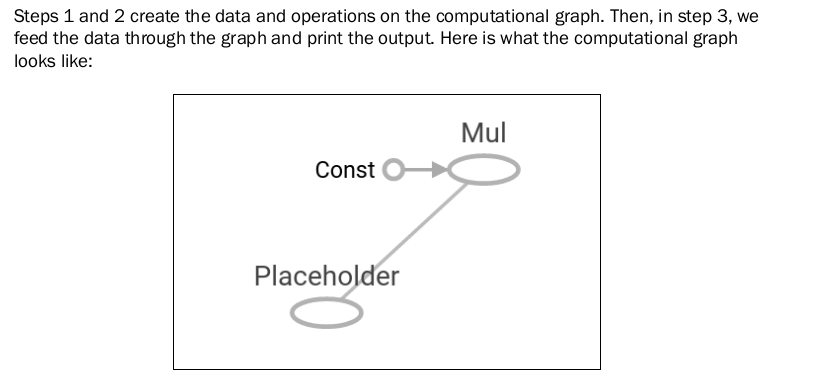 Steps 1 and 2 create the data and operations on the computational graph. Then, in step 3, we
feed the data through the graph and print the output. Here is what the computational graph
looks like:
Mul
Const
Placeholder